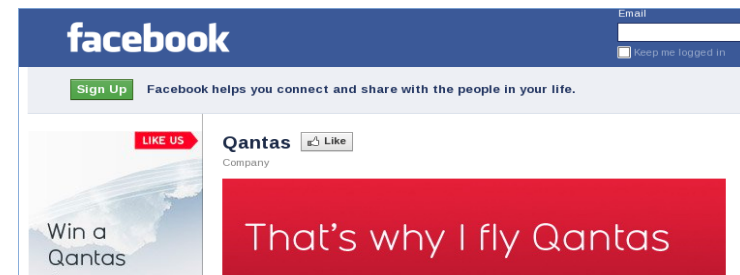 Email
facebook
Keep me logged in
Sign Up Facebook helps you connect and share with the people in your life.
LIKE US
Qantas Like
Company
Win a
Qantas
That's why I fly Qantas